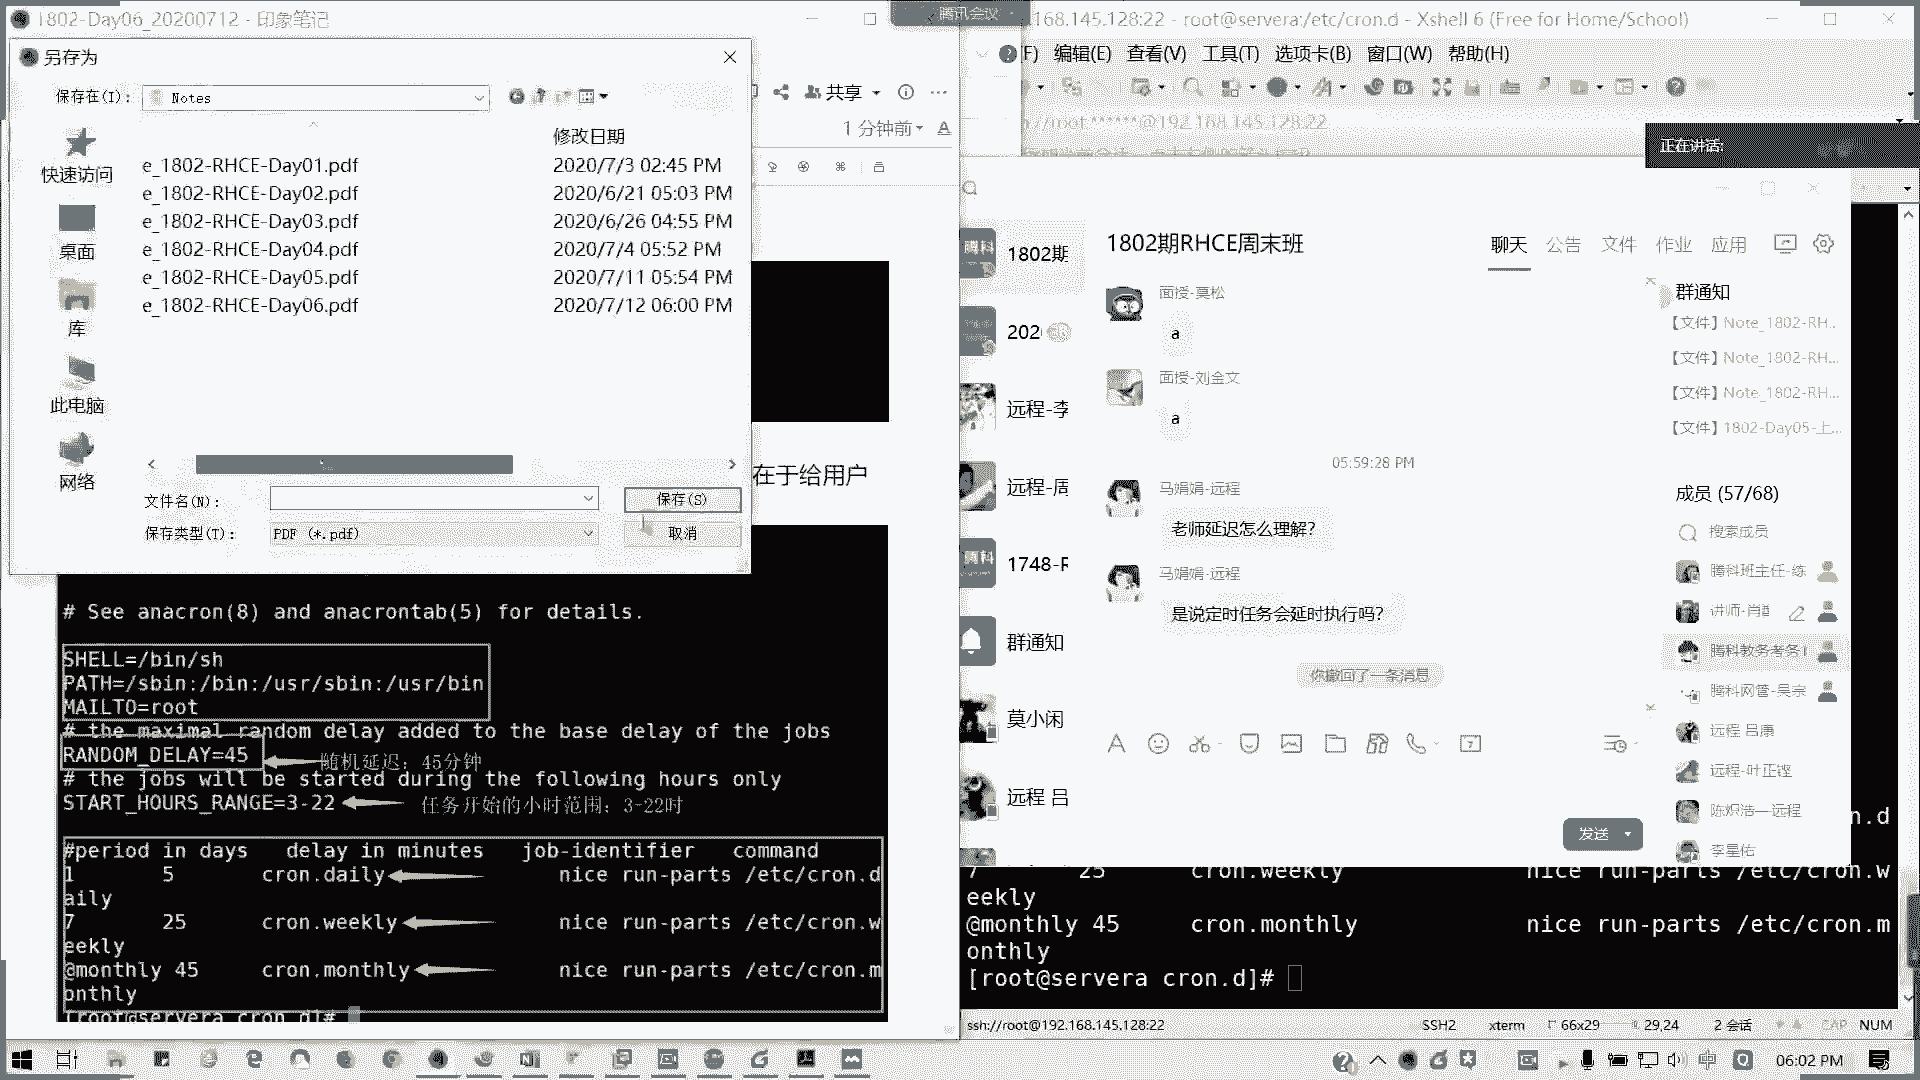 1802-Day06_20200712 - 印象笔记
另存为
保存在(I):
Notes
修改日期
e_1802-RHCE-Day01.pdf 2020/7/3 02:45 PM
e_1802-RHCE-Day02.pdf 2020/6/21 05:03 PM
e_1802-RHCE-Day03.pdf 2020/6/26 04:55 PM
e_1802-RHCE-Day04.pdf 2020/7/4 05:52 PM
e_1802-RHCE-Day05.pdf 2020/7/11 05:54 PM
e_1802-RHCE-Day06.pdf 2020/7/12 06:00 PM
快速访问
桌面
库
此电脑
网络
文件名(N):
保存(S)
保存类型(T):
PDF (*.pdf)
取消
共享
1 分钟前
在于给用户
# See anacron(8) and anacrontab(5) for details.
SHELL=/bin/sh
PATH=/sbin:/bin:/usr/sbin:/usr/bin
MAILTO=root
# the maximal random delay added to the base delay of the jobs
RANDOM_DELAY=45
随机延迟: 45分钟
# the jobs will be started during the following hours only
START_HOURS_RANGE=3-22
任务开始的小时范围: 3-22时
#period in days delay in minutes job-identifier command
1 5 cron.daily nice run-parts /etc/cron.d
aily
7 25 cron.weekly nice run-parts /etc/cron.w
eekly
@monthly 45 cron.monthly nice run-parts /etc/cron.m
onthly
[root@servera cron.d]#
腾讯会议
168.145.128:22 - root@servera:/etc/cron.d - Xshell 6 (Free for Home/School)
(F) 编辑(E) 查看(V) 工具(T) 选项卡(B) 窗口(W) 帮助(H)
//root:******@192.168.145.128:22
正在讲话:
1802期
202
远程-李
远程-周
1748-F
群通知
莫小闲
远程 吕
1802期RHCE周末班
聊天 公告 文件 作业 应用
面授-莫松
a
面授-刘金文
a
05:59:28 PM
马娟娟-远程
老师延迟怎么理解?
马娟娟-远程
是说定时任务会延时执行吗?
你撤回了一条消息
发送
群通知
【文件】Note_1802-RH...
【文件】Note_1802-RH...
【文件】Note_1802-RH...
【文件】1802-Day05-上...
成员 (57/68)
搜索成员
腾科班主任-练
讲师-肖
腾科教务考务
腾科网管-吴宗
远程 吕康
远程-叶正铿
陈炽浩—远程
李星佑
n.d
7 25 cron.weekly nice run-parts /etc/cron.w
eekly
@monthly 45 cron.monthly nice run-parts /etc/cron.m
onthly
[root@servera cron.d]#
ssh://root@192.168.145.128:22
SSH2
xterm
66x29
29,24
2 会话
CAP NUM
中
06:02 PM